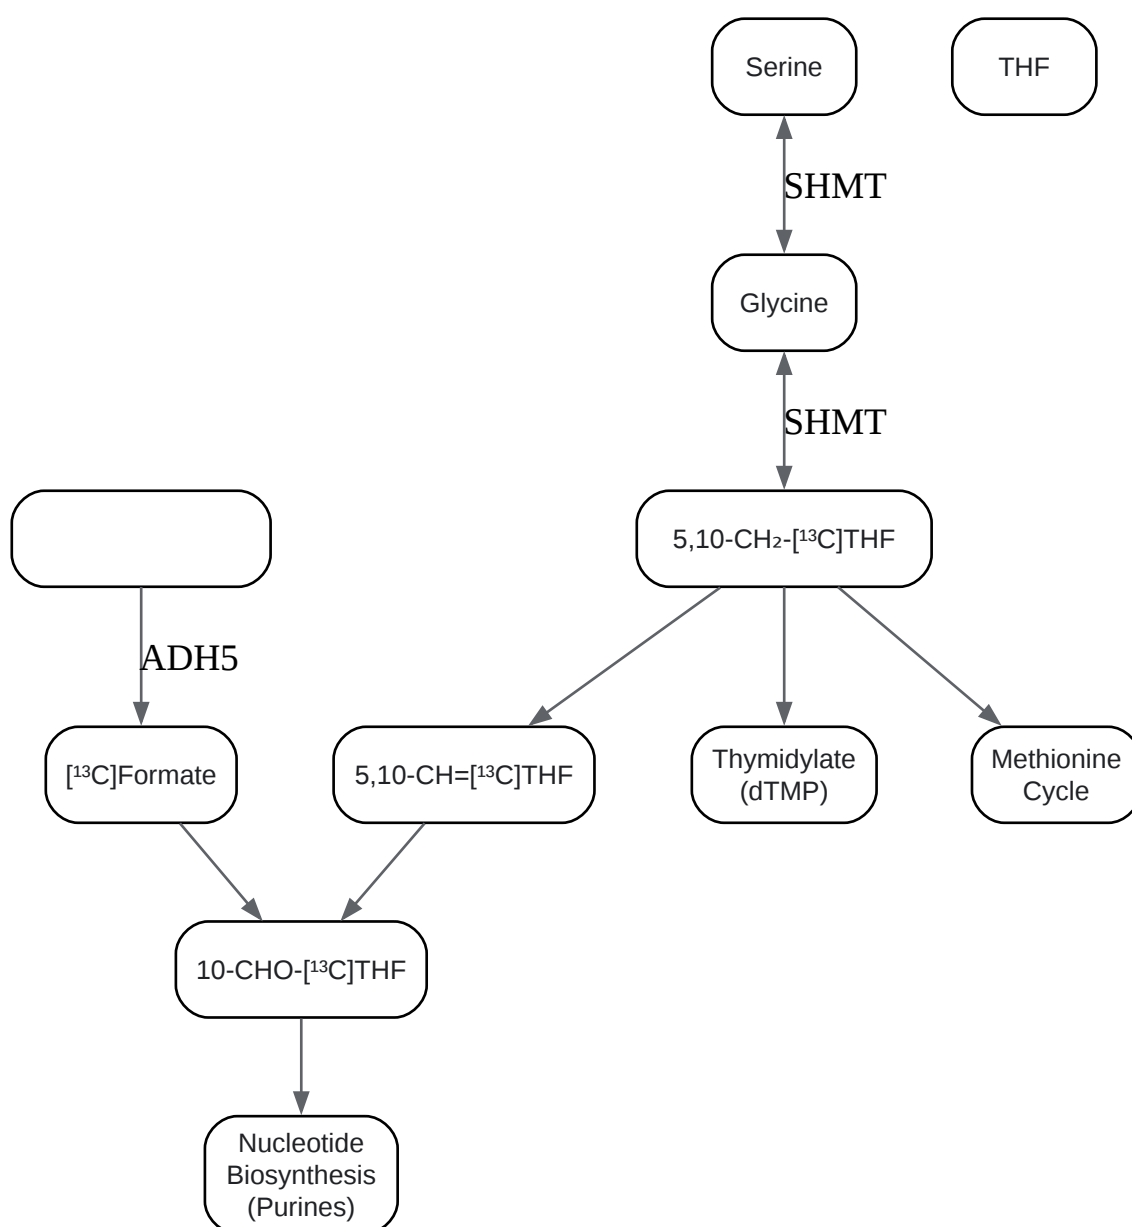 Serine
THF
SHMT
Glycine
SHMT
5,10-CH₂-[¹³C]THF
ADH5
[¹³C]Formate
5,10-CH=[¹³C]THF
Thymidylate
(dTMP)
Methionine
Cycle
10-CHO-[¹³C]THF
Nucleotide
Biosynthesis
(Purines)